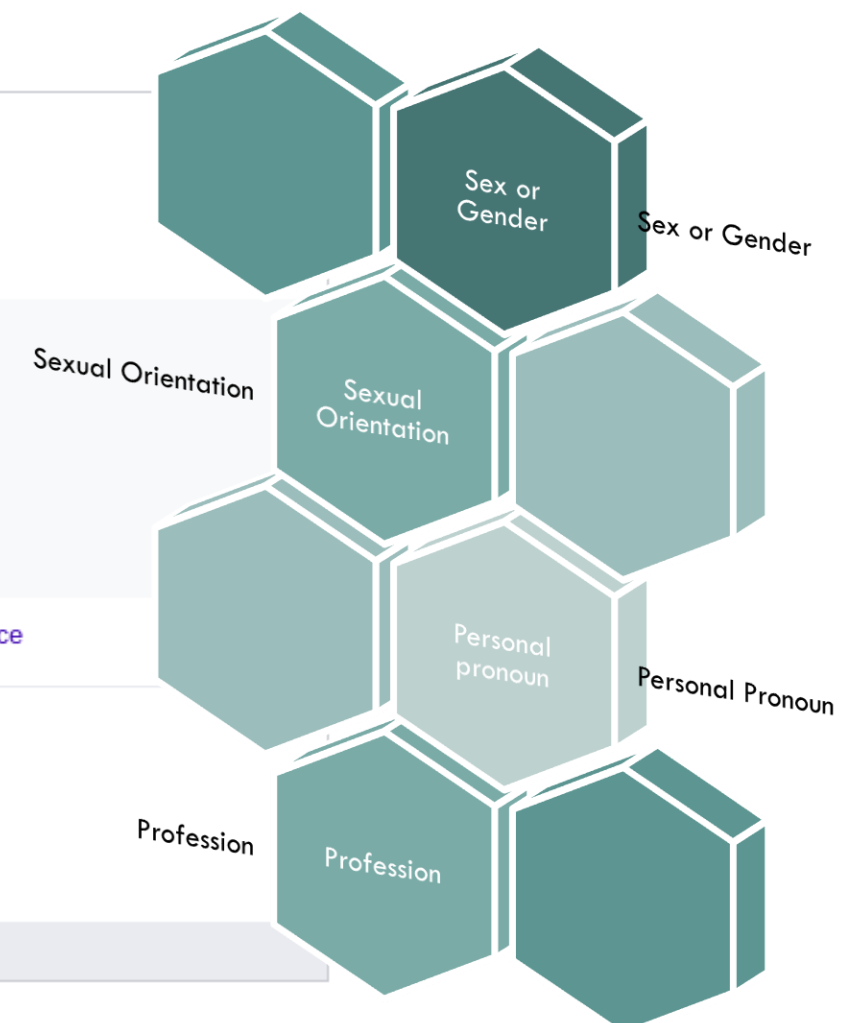 Sex or
Gender
Sex or Gender
Sexual Orientation
Sexual
Orientation
ce
Personal
pronoun
Personal Pronoun
Profession
Profession